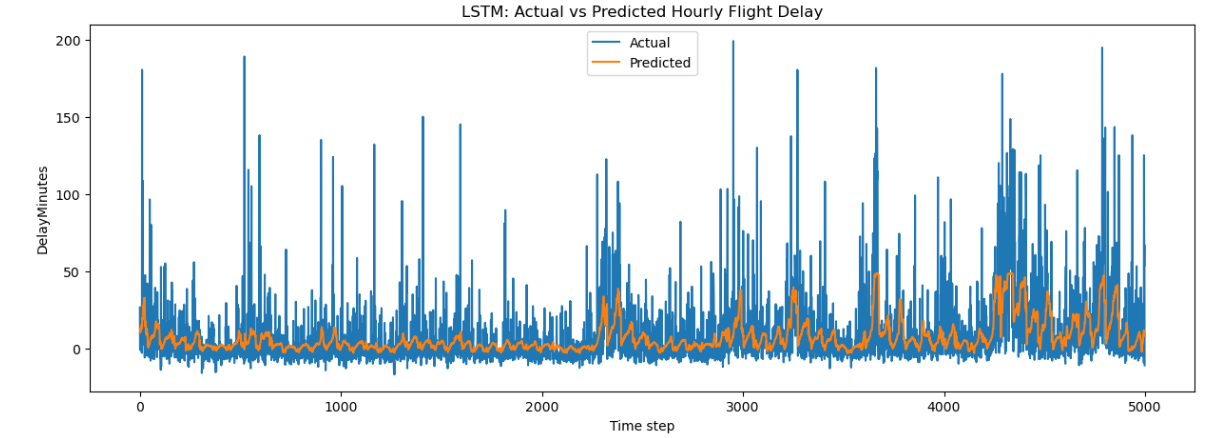 LSTM: Actual vs Predicted Hourly Flight Delay
Actual
Predicted
DelayMinutes
200
150
100
50
0
0 1000 2000 3000 4000 5000
Time step